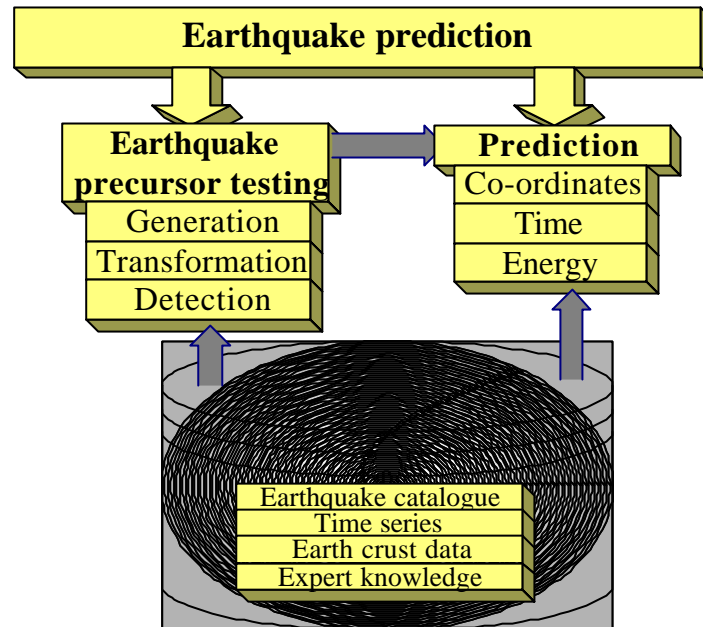 Earthquake prediction
Earthquake
precursor testing
Generation
Transformation
Detection
Prediction
Co-ordinates
Time
Energy
Earthquake catalogue
Time series
Earth crust data
Expert knowledge